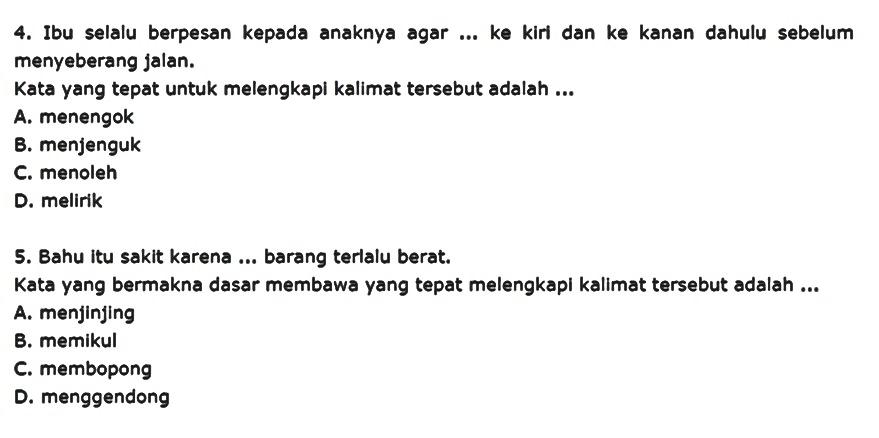 4. Ibu selalu berpesan kepada anaknya agar ... ke kiri dan ke kanan dahulu sebelum
menyeberang jalan.
Kata yang tepat untuk melengkapi kalimat tersebut adalah ...
A. menengok
B. menjenguk
C. menoleh
D. melirik
5. Bahu itu sakit karena ... barang terlalu berat.
Kata yang bermakna dasar membawa yang tepat melengkapi kalimat tersebut adalah ...
A. menjinjing
B. memikul
C. membopong
D. menggendong